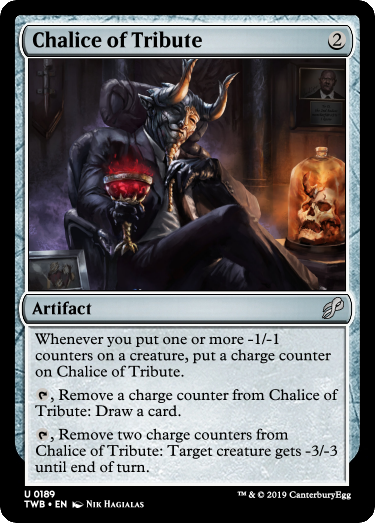 Chalice of Tribute 2
Artifact
Whenever you put one or more -1/-1
counters on a creature, put a charge counter
on Chalice of Tribute.
, Remove a charge counter from Chalice of
Tribute: Draw a card.
, Remove two charge counters from
Chalice of Tribute: Target creature gets -3/-3
until end of turn.
U 0189
TWB • EN Nik Hagialas
™ & © 2019 CanterburyEgg